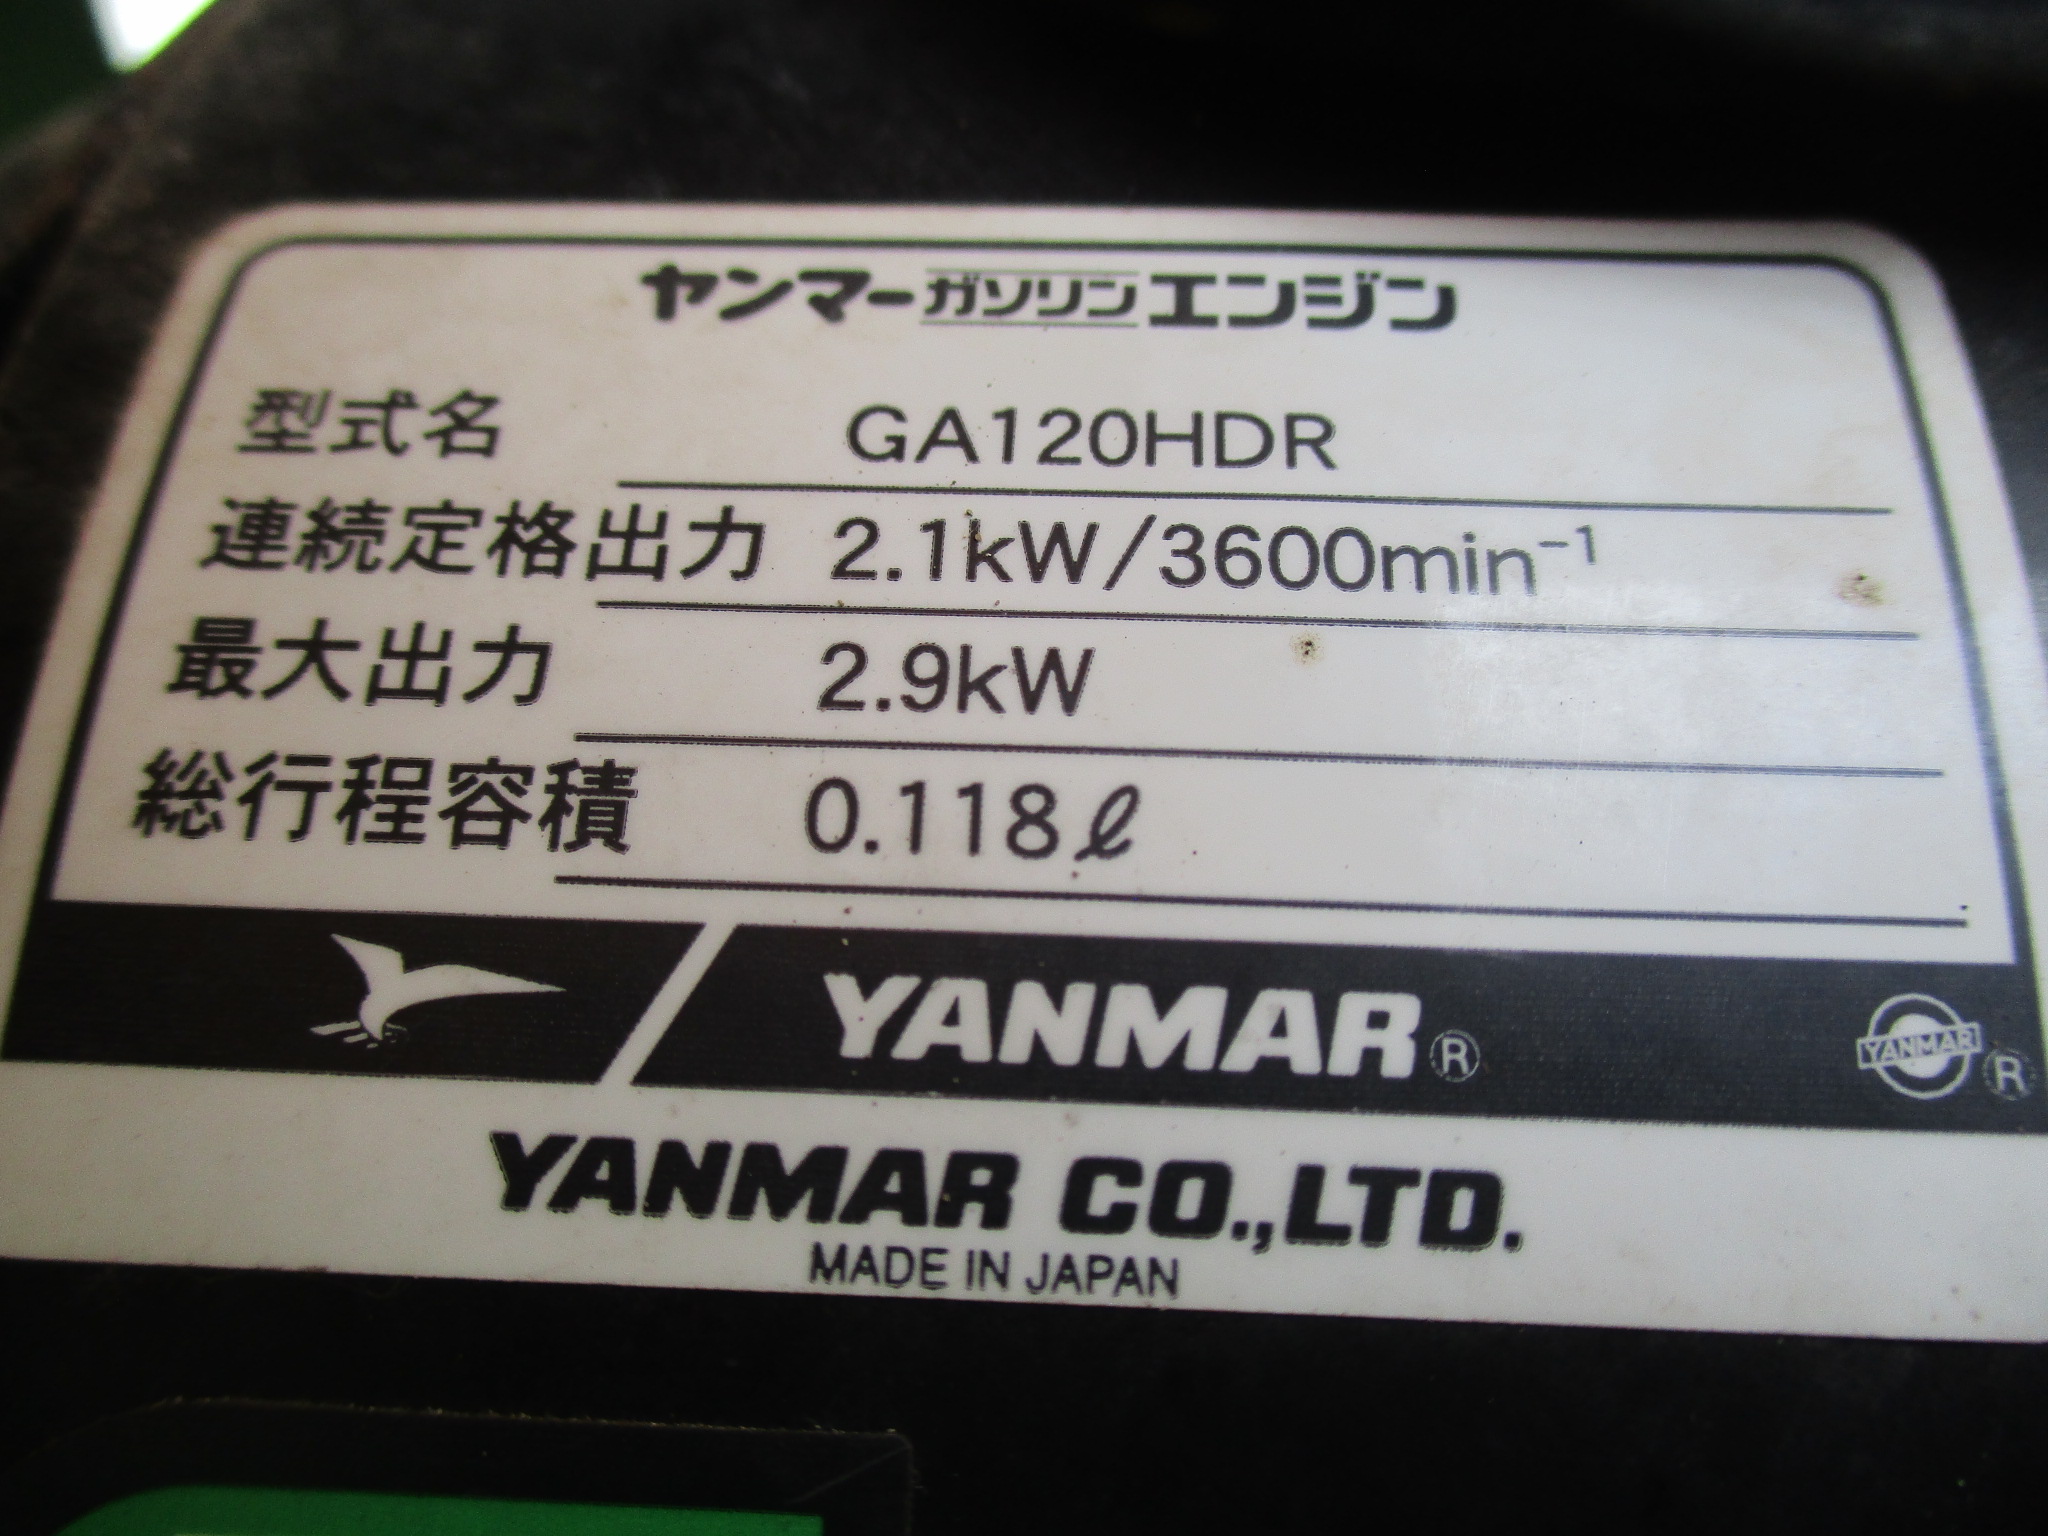 ヤンマーガソリンエンジン
型式名 GA120HDR
連続定格出力 2.1kW/3600min⁻¹
最大出力 2.9kW
総行程容積 0.118ℓ
YANMAR® YANMAR®
YANMAR CO.,LTD.
MADE IN JAPAN